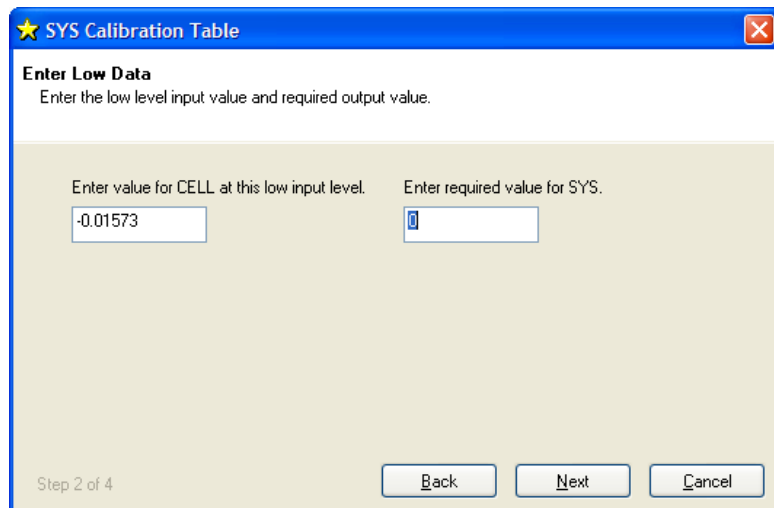 SYS Calibration Table
Enter Low Data
Enter the low level input value and required output value.
Enter value for CELL at this low input level. Enter required value for SYS.
-0.01573 0
Step 2 of 4 Back Next Cancel